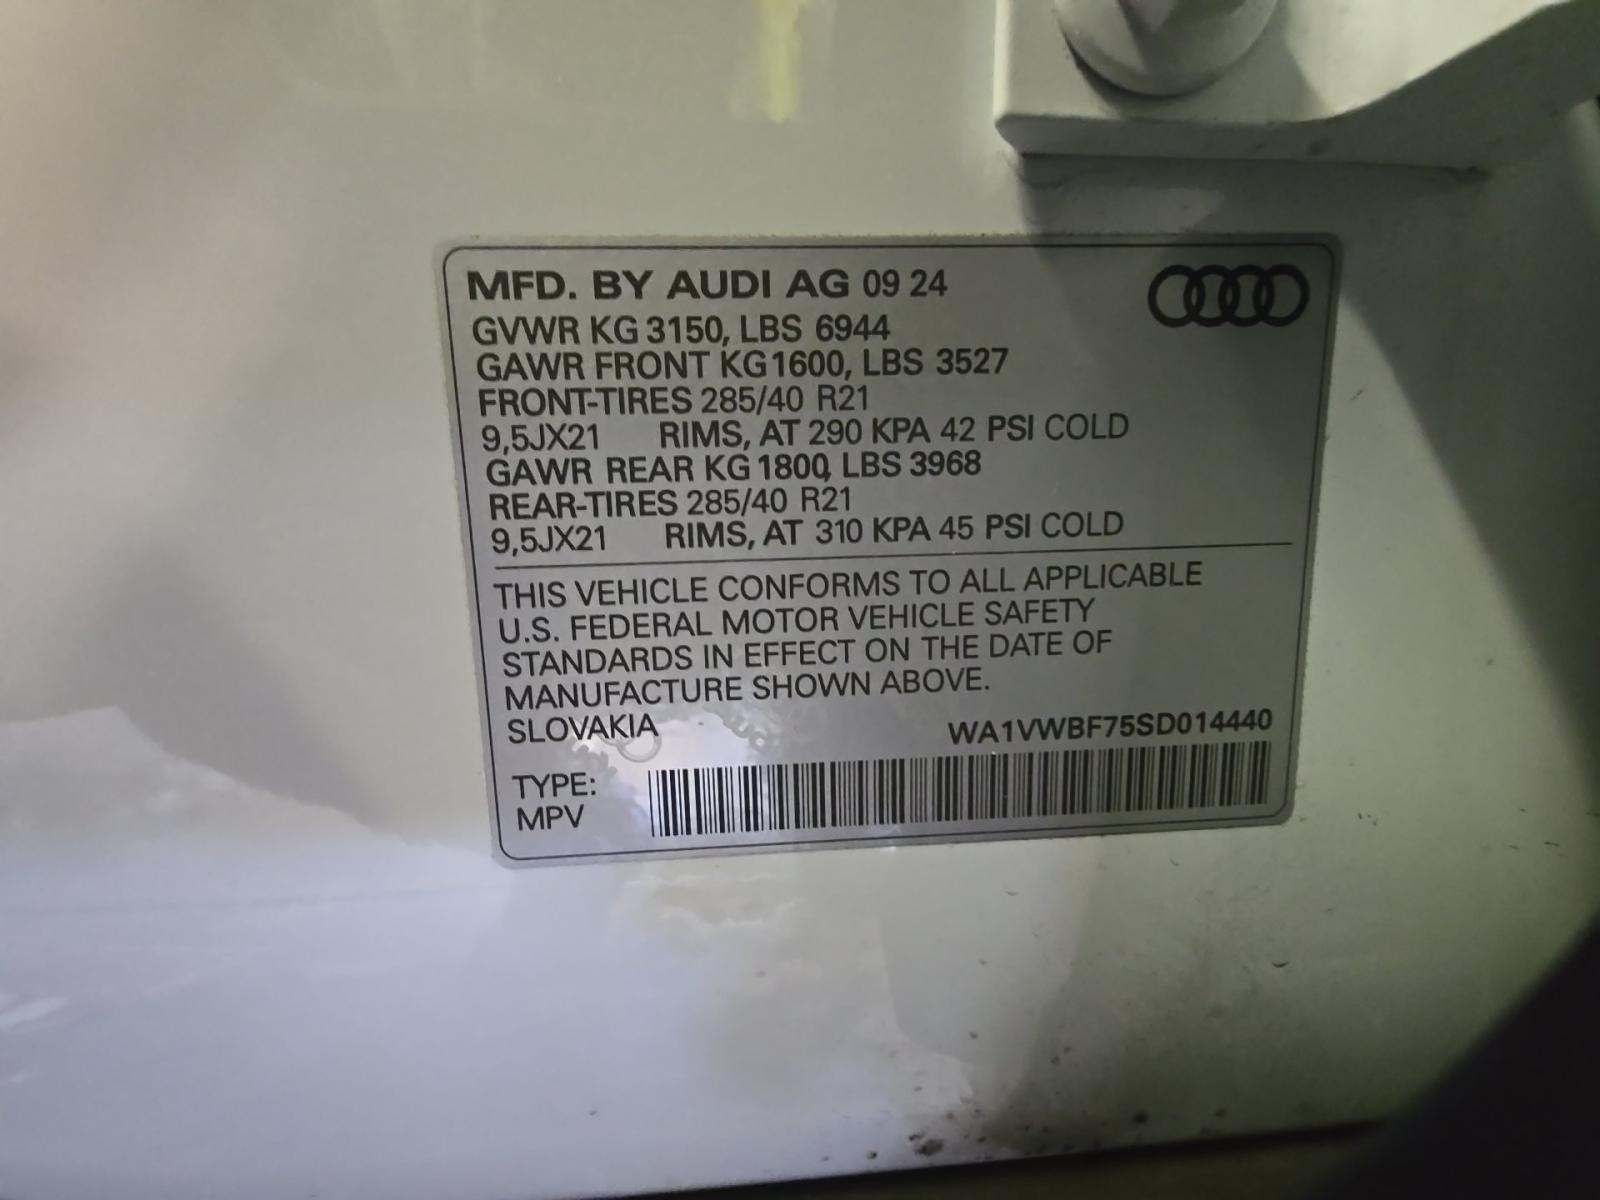 MFD. BY AUDI AG 09 24
GVWR KG 3150, LBS 6944
GAWR FRONT KG 1600, LBS 3527
FRONT-TIRES 285/40 R21
9,5JX21 RIMS, AT 290 KPA 42 PSI COLD
GAWR REAR KG 1800, LBS 3968
REAR-TIRES 285/40 R21
9,5JX21 RIMS, AT 310 KPA 45 PSI COLD
THIS VEHICLE CONFORMS TO ALL APPLICABLE
U.S. FEDERAL MOTOR VEHICLE SAFETY
STANDARDS IN EFFECT ON THE DATE OF
MANUFACTURE SHOWN ABOVE.
SLOVAKIA WA1VWBF75SD014440
TYPE:
MPV